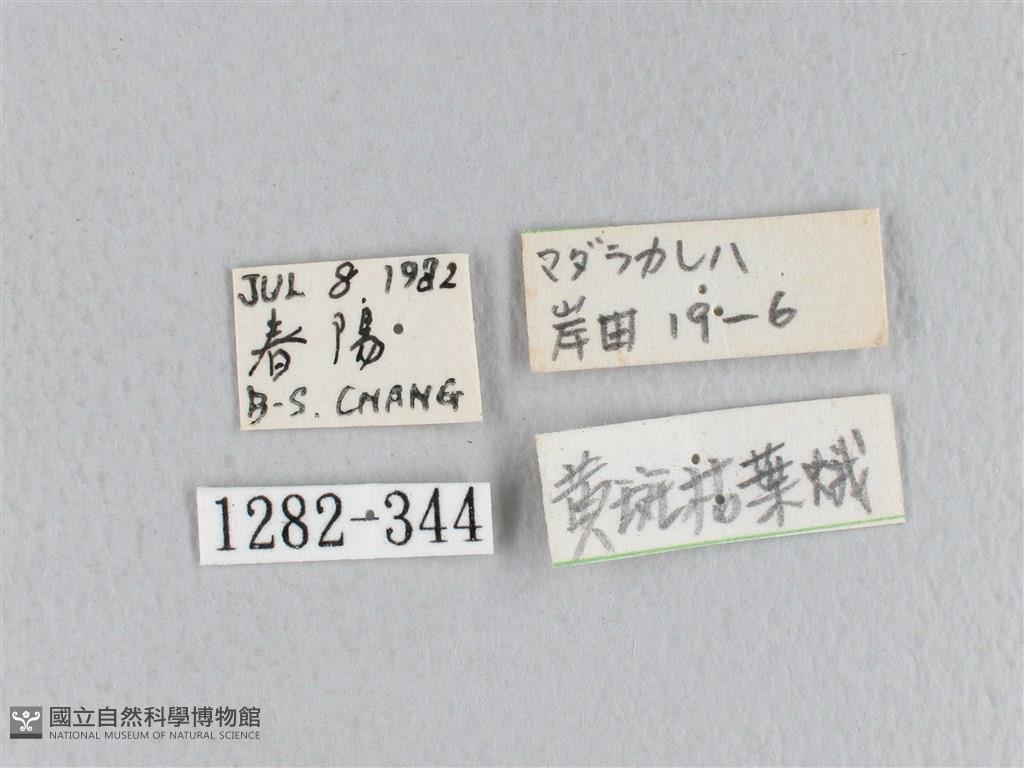 JUL 8. 1982
春陽
B-S. CHANG
1282-344
マダラカレハ
岸田 19-6
黄斑枯葉蛾
國立自然科學博物館
NATIONAL MUSEUM OF NATURAL SCIENCE